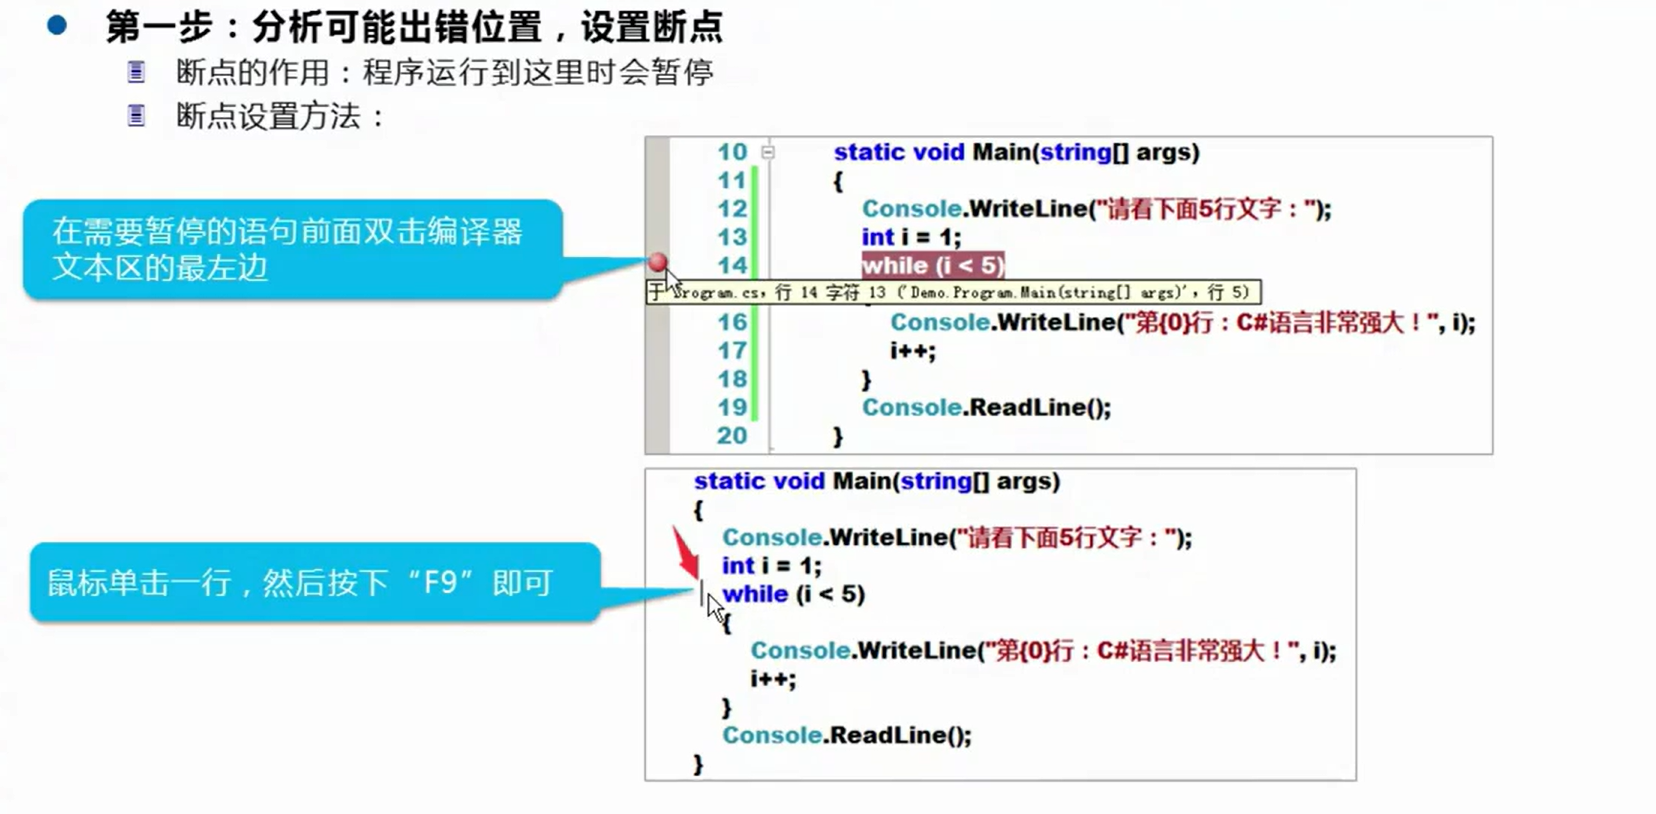 第一步：分析可能出错位置，设置断点
断点的作用：程序运行到这里时会暂停
断点设置方法：
在需要暂停的语句前面双击编译器
文本区的最左边
10 static void Main(string[] args)
11 {
12 Console.WriteLine("请看下面5行文字：");
13 int i = 1;
14 while (i < 5)
于 Program.cs，行 14 字符 13 ('Demo.Program.Main(string[] args)'，行 5)
16 Console.WriteLine("第{0}行：C#语言非常强大！", i);
17 i++;
18 }
19 Console.ReadLine();
20 }
鼠标单击一行，然后按下“F9”即可
static void Main(string[] args)
{
Console.WriteLine("请看下面5行文字：");
int i = 1;
while (i < 5)
{
Console.WriteLine("第{0}行：C#语言非常强大！", i);
i++;
}
Console.ReadLine();
}